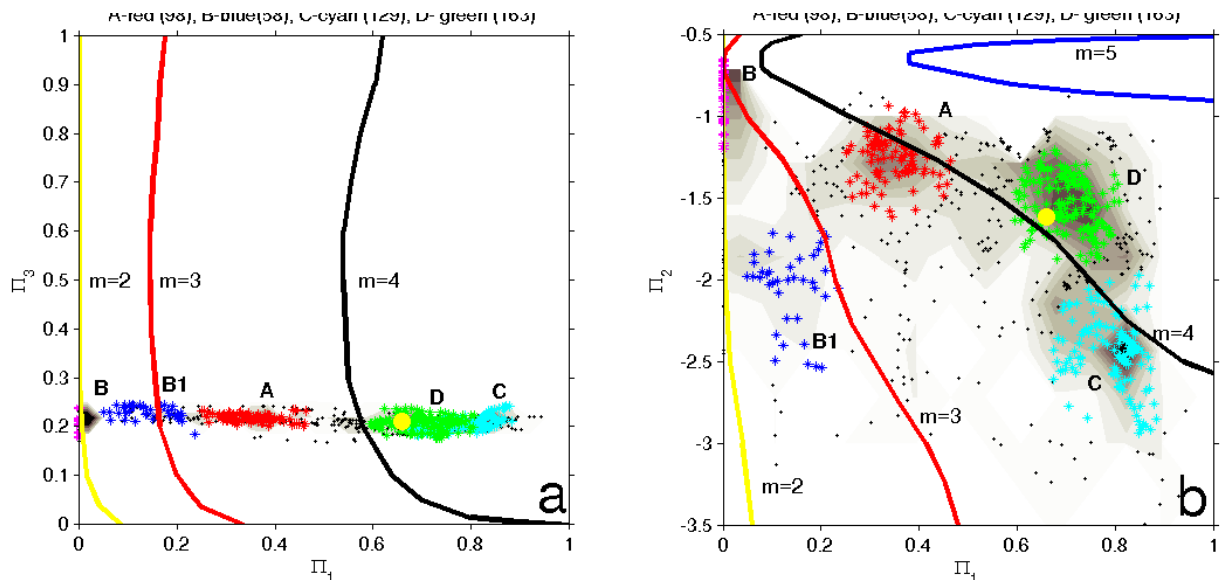 A-red (98), B-blue(58), C-cyan (129), D- green (163)
1
0.9
0.8
0.7
0.6
0.5
0.4
0.3
0.2
0.1
0
Π3
m=2
m=3
m=4
B
B1
A
D
C
a
0
0.2
0.4
0.6
0.8
1
Π1
A-red (98), B-blue(58), C-cyan (129), D- green (163)
-0.5
-1
-1.5
-2
-2.5
-3
-3.5
Π2
m=5
B
A
D
B1
m=4
C
m=3
m=2
b
0
0.2
0.4
0.6
0.8
1
Π1